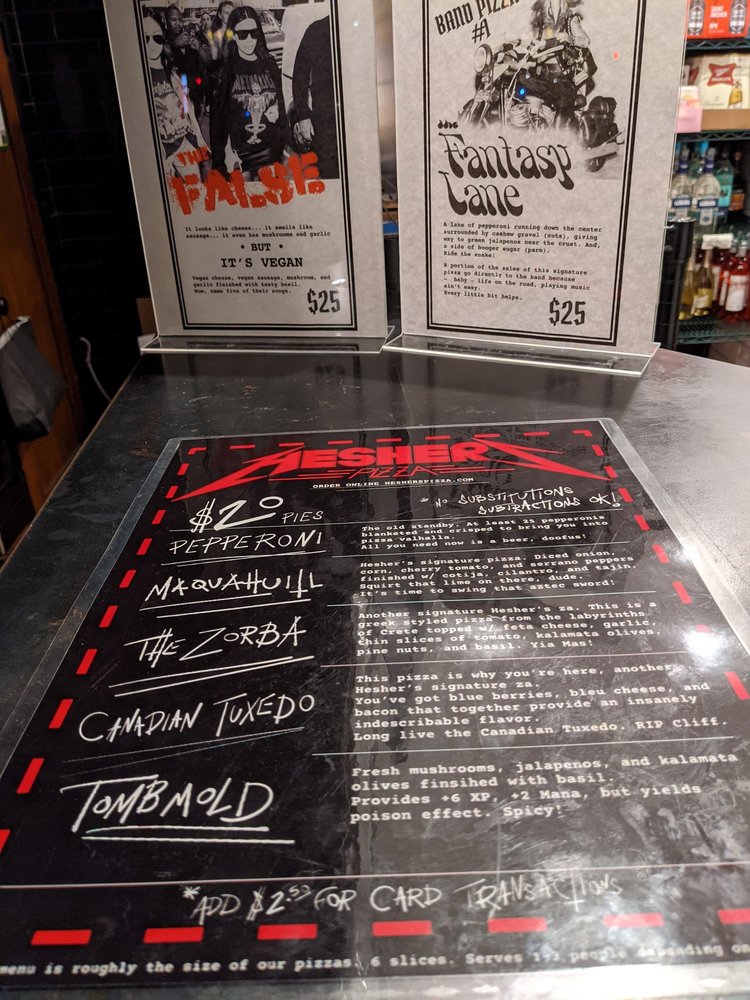 THE
FALSE
It looks like cheese... it smells like
sausage... it even has mushrooms and garlic
• BUT •
IT'S VEGAN
Vegan cheese, vegan sausage, mushroom, and
garlic finished with tasty basil.
Now, name five of their songs.
$25
BAND PIZZA
#1
Fantasy
Lane
A lane of pepperoni running down the center
surrounded by cashew gravel (nuts), giving
way to green jalapenos near the crust. And,
a side of booger sugar (parm).
Ride the snake!
A portion of the sales of this signature
pizza go directly to the band because
- baby - life on the road, playing music
ain't easy.
Every little bit helps.
$25
HESHER'S
PIZZA
ORDER ONLINE HESHERSPIZZA.COM
$20 PIES
*NO SUBSTITUTIONS
SUBTRACTIONS OK!
PEPPERONI
The old standby. At least 25 pepperonis
blanketed and crisped to bring you into
pizza valhalla.
All you need now is a beer, doofus!
MAQUAHUITL
Hesher's signature pizza. Diced onion,
corn, cherry tomato, and serrano peppers
finished w/ cotija, cilantro, and tajin.
Squirt that lime on there, dude.
It's time to swing that aztec sword!
THE ZORBA
Another signature Hesher's za. This is a
greek styled pizza from the labyrinths
of Crete topped w/ feta cheese, garlic,
thin slices of tomato, kalamata olives,
pine nuts, and basil. Yia Mas!
CANADIAN TUXEDO
This pizza is why you're here, another
Hesher's signature za.
You've got blue berries, bleu cheese, and
bacon that together provide an insanely
indescribable flavor.
Long live the Canadian Tuxedo. RIP Cliff.
TOMBMOLD
Fresh mushrooms, jalapenos, and kalamata
olives finsihed with basil.
Provides +6 XP, +2 Mana, but yields
poison effect. Spicy!
*ADD $2.50 FOR CARD TRANSACTIONS
menu is roughly the size of our pizzas. 6 slices. Serves 1-3 people depending on